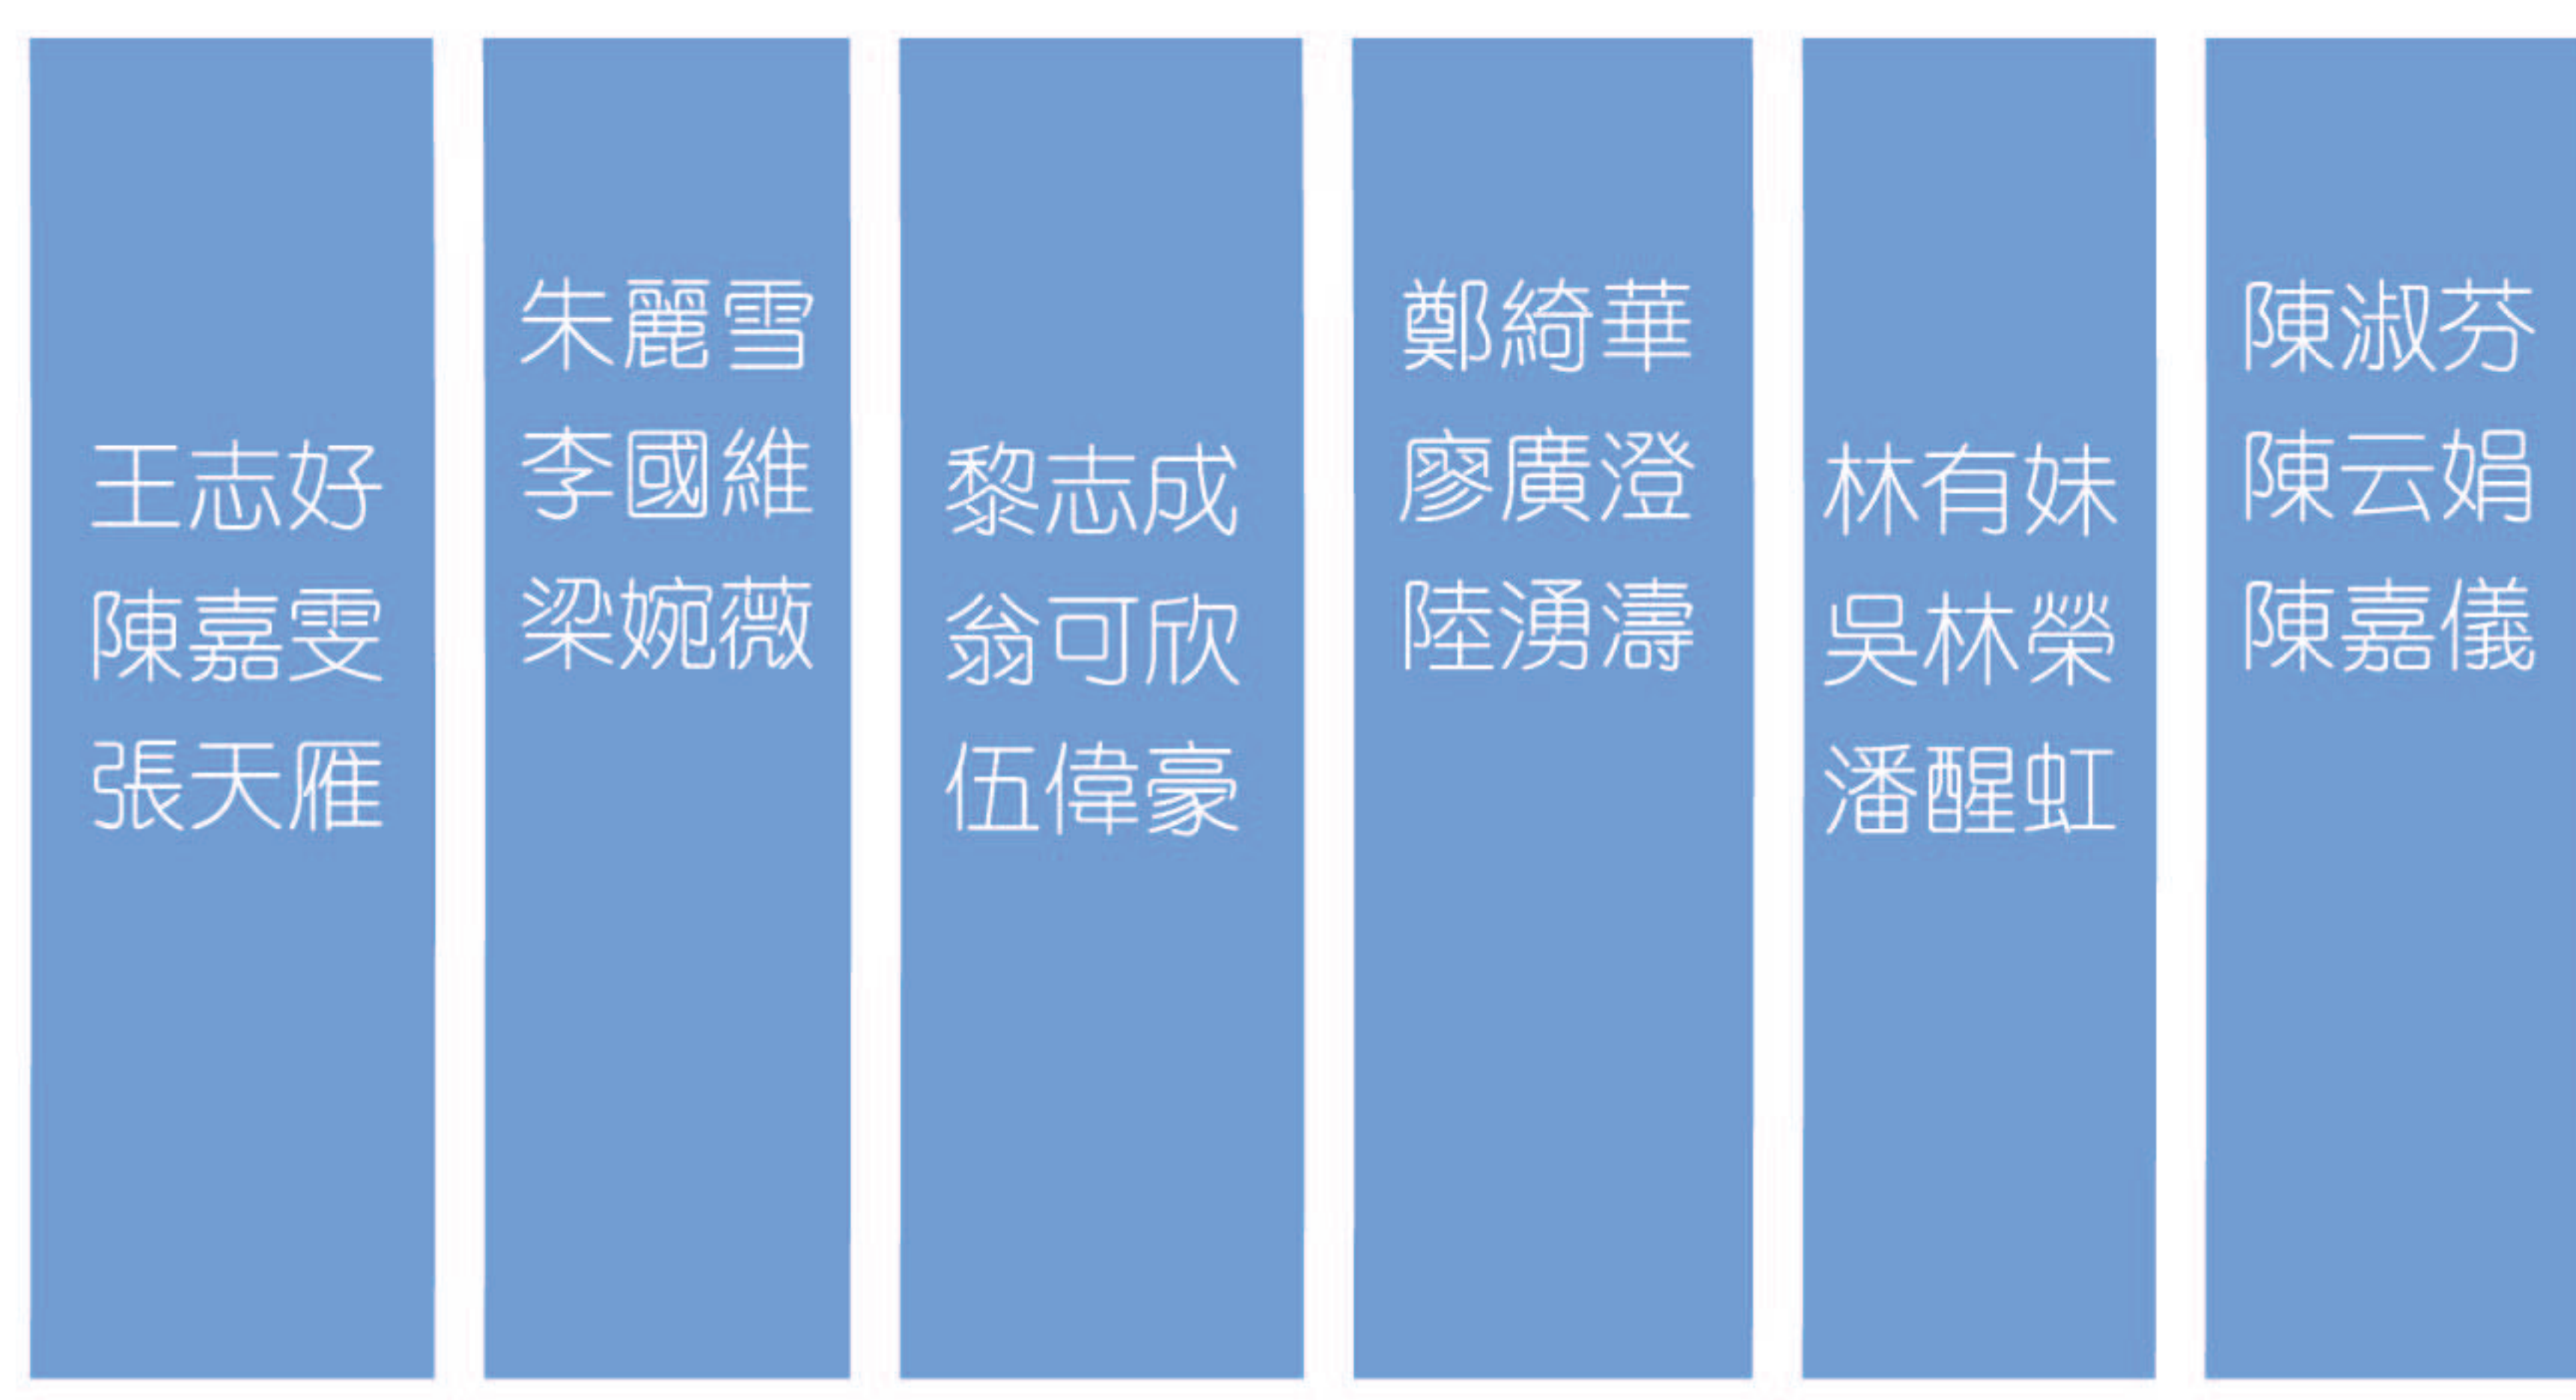 王志好
陳嘉雯
張天雁
朱麗雪
李國維
梁婉薇
黎志成
翁可欣
伍偉豪
鄭綺華
廖廣澄
陸湧濤
林有妹
吳林榮
潘醒虹
陳淑芬
陳云娟
陳嘉儀